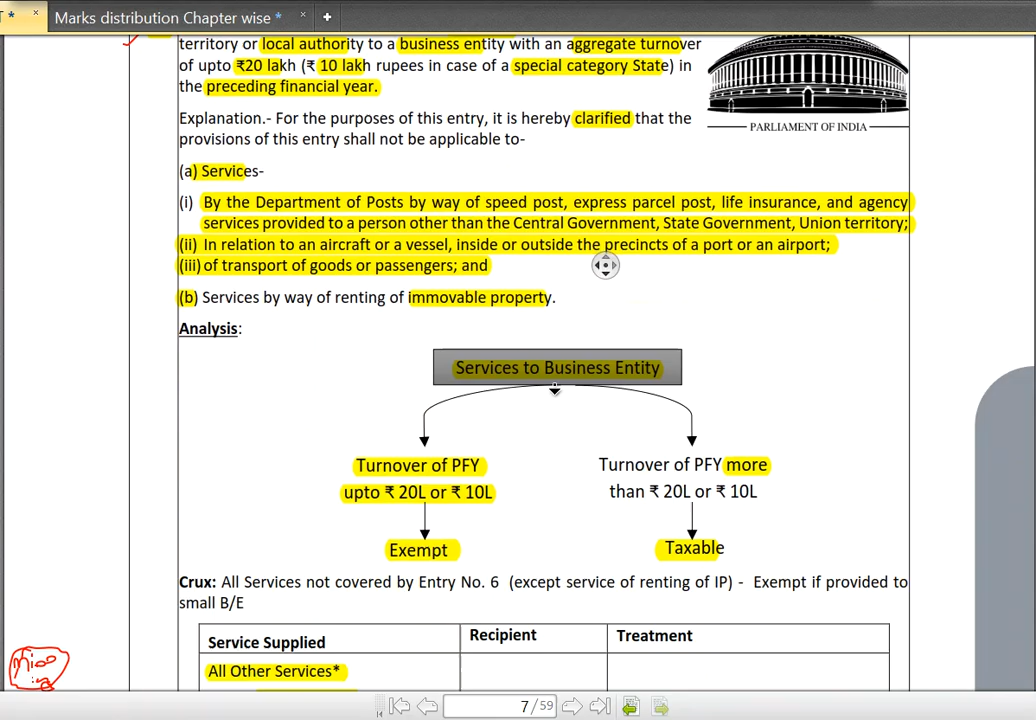 Marks distribution Chapter wise *
territory or local authority to a business entity with an aggregate turnover
of upto ₹20 lakh (₹ 10 lakh rupees in case of a special category State) in
the preceding financial year.
PARLIAMENT OF INDIA
Explanation.- For the purposes of this entry, it is hereby clarified that the
provisions of this entry shall not be applicable to-
(a) Services-
(i) By the Department of Posts by way of speed post, express parcel post, life insurance, and agency
services provided to a person other than the Central Government, State Government, Union territory;
(ii) In relation to an aircraft or a vessel, inside or outside the precincts of a port or an airport;
(iii) of transport of goods or passengers; and
(b) Services by way of renting of immovable property.
Analysis:
Services to Business Entity
Turnover of PFY
upto ₹ 20L or ₹ 10L
Exempt
Turnover of PFY more
than ₹ 20L or ₹ 10L
Taxable
Crux: All Services not covered by Entry No. 6 (except service of renting of IP) - Exempt if provided to
small B/E
Service Supplied Recipient Treatment
All Other Services*
7 / 59